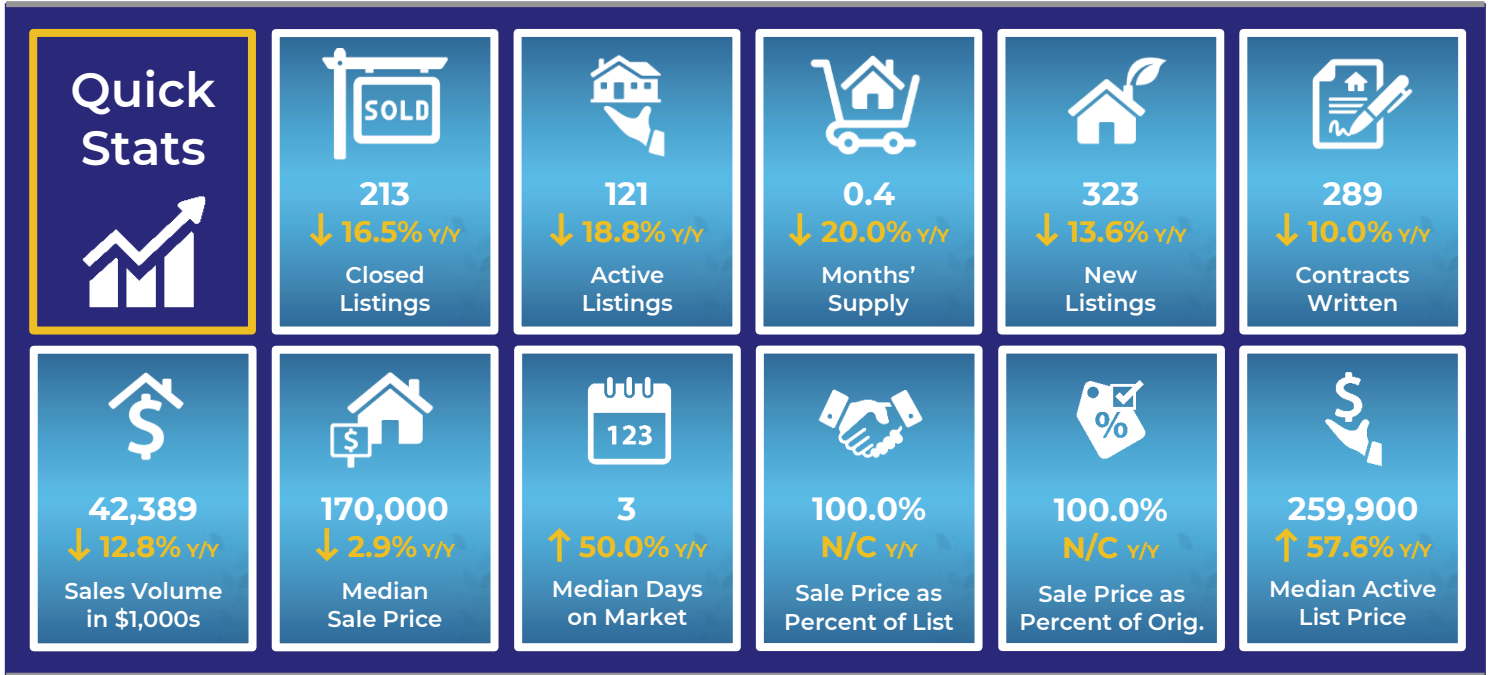 Quick
Stats
SOLD
213
↓ 16.5% Y/Y
Closed
Listings
121
↓ 18.8% Y/Y
Active
Listings
0.4
↓ 20.0% Y/Y
Months’
Supply
323
↓ 13.6% Y/Y
New
Listings
289
↓ 10.0% Y/Y
Contracts
Written
$
42,389
↓ 12.8% Y/Y
Sales Volume
in $1,000s
$
170,000
↓ 2.9% Y/Y
Median
Sale Price
123
3
↑ 50.0% Y/Y
Median Days
on Market
100.0%
N/C Y/Y
Sale Price as
Percent of List
%
100.0%
N/C Y/Y
Sale Price as
Percent of Orig.
$
259,900
↑ 57.6% Y/Y
Median Active
List Price